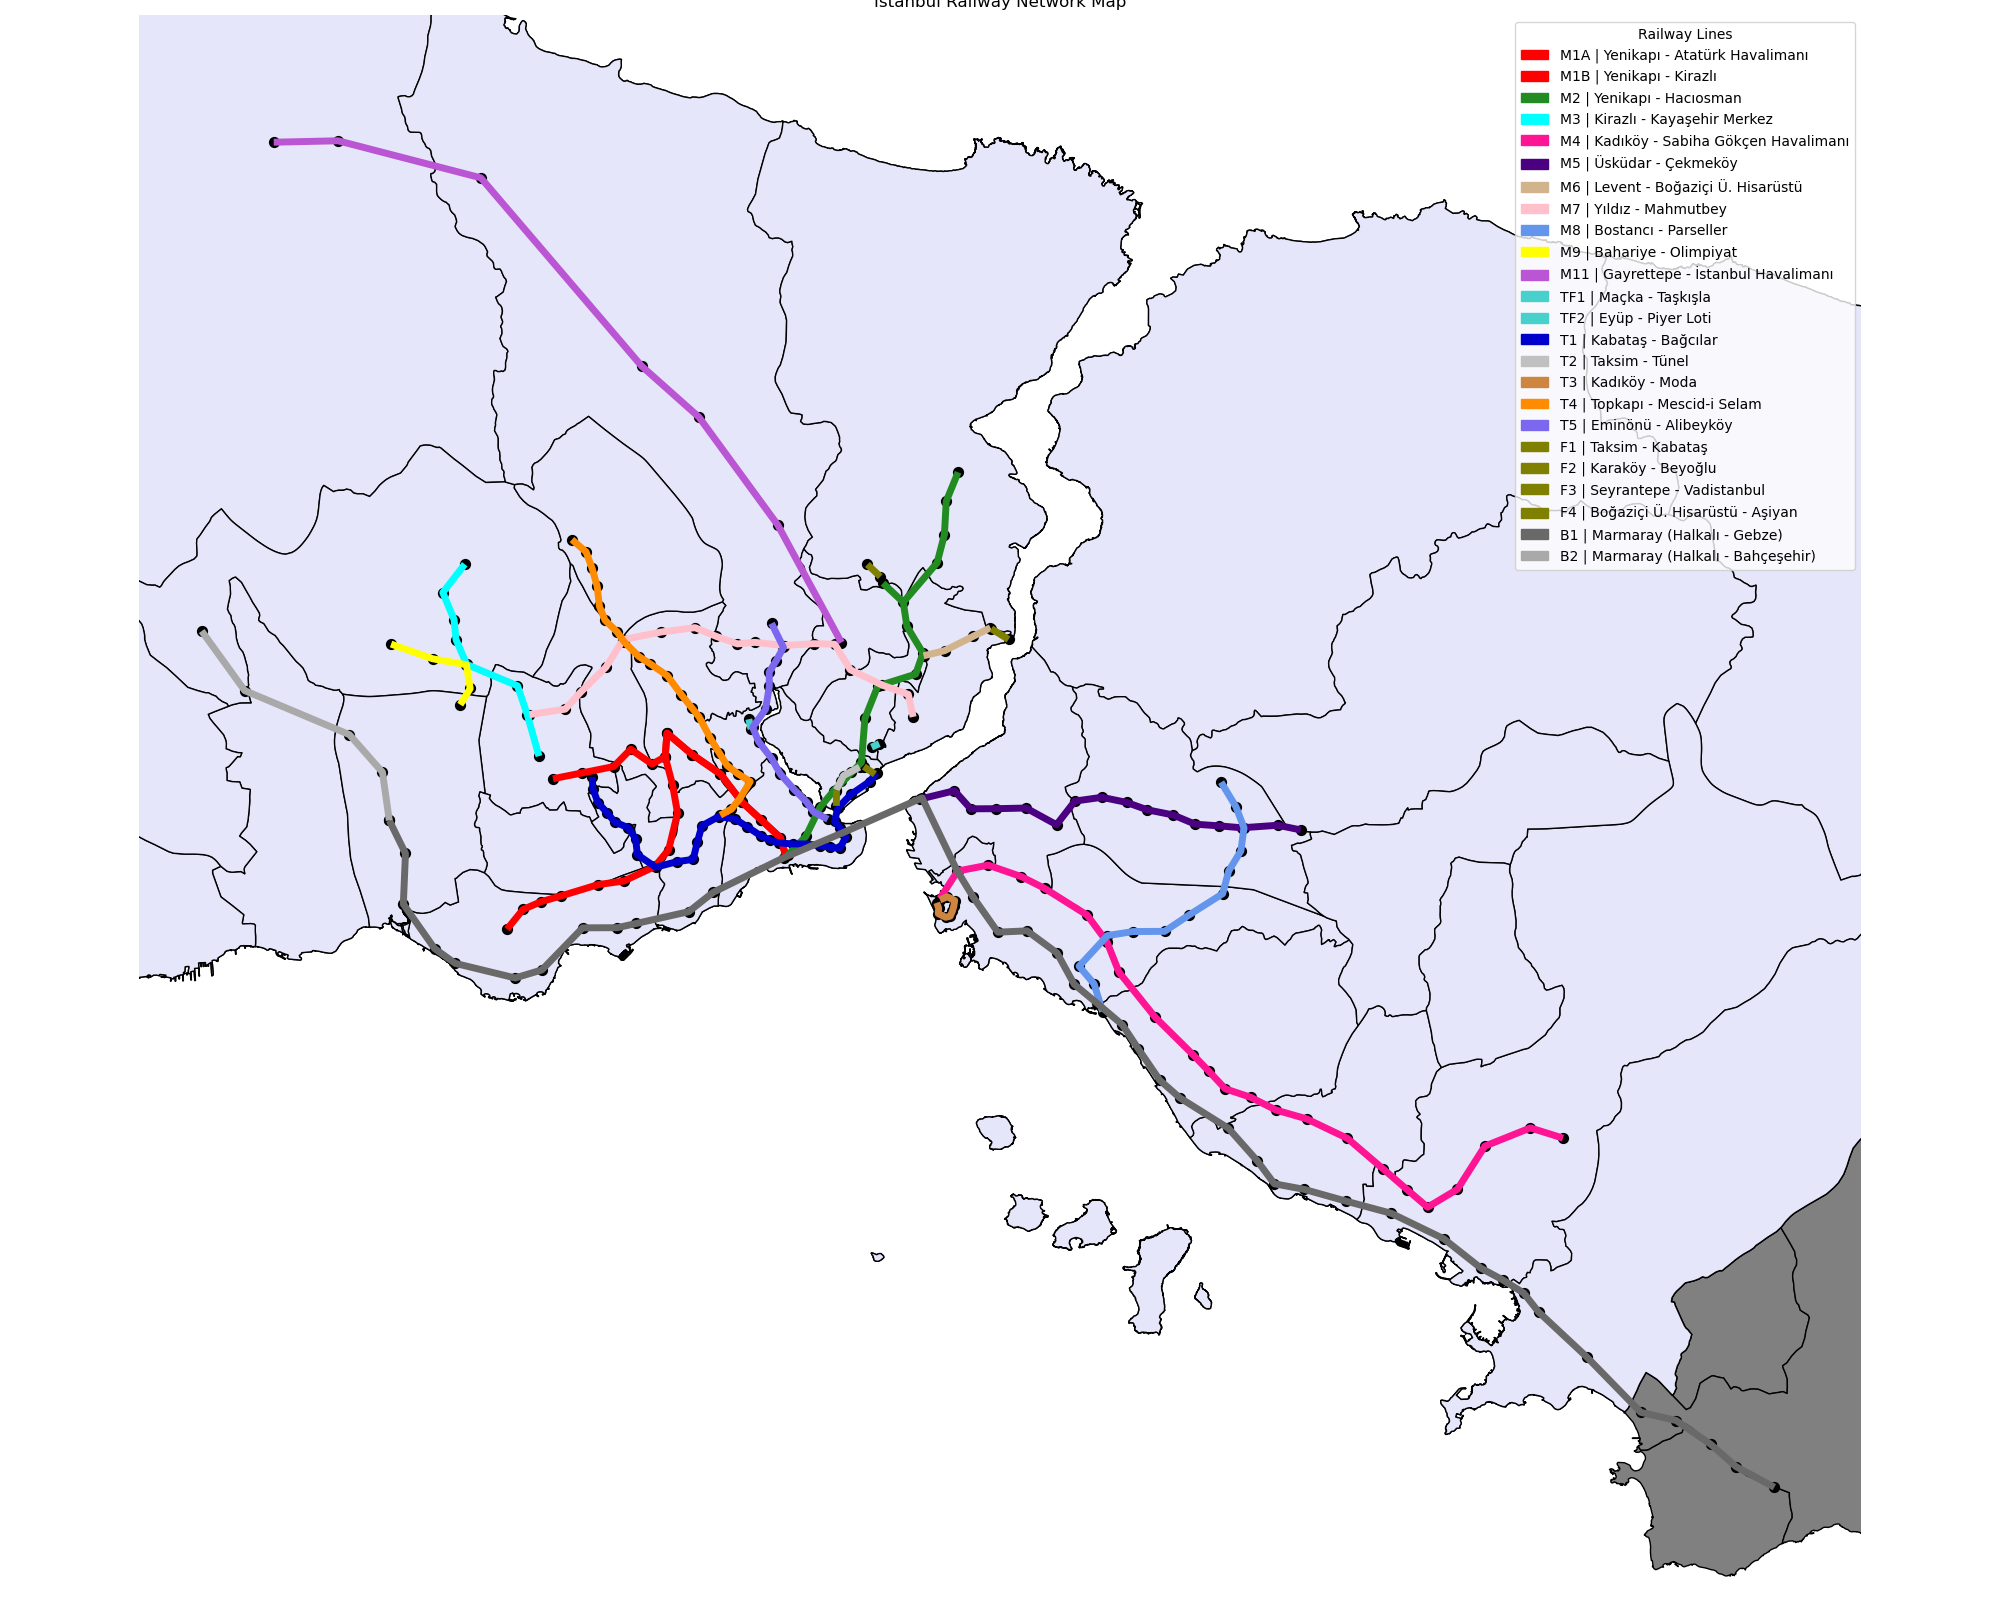 Istanbul Railway Network Map
Railway Lines
M1A | Yenikapı - Atatürk Havalimanı
M1B | Yenikapı - Kirazlı
M2 | Yenikapı - Hacıosman
M3 | Kirazlı - Kayaşehir Merkez
M4 | Kadıköy - Sabiha Gökçen Havalimanı
M5 | Üsküdar - Çekmeköy
M6 | Levent - Boğaziçi Ü. Hisarüstü
M7 | Yıldız - Mahmutbey
M8 | Bostancı - Parseller
M9 | Bahariye - Olimpiyat
M11 | Gayrettepe - İstanbul Havalimanı
TF1 | Maçka - Taşkışla
TF2 | Eyüp - Piyer Loti
T1 | Kabataş - Bağcılar
T2 | Taksim - Tünel
T3 | Kadıköy - Moda
T4 | Topkapı - Mescid-i Selam
T5 | Eminönü - Alibeyköy
F1 | Taksim - Kabataş
F2 | Karaköy - Beyoğlu
F3 | Seyrantepe - Vadistanbul
F4 | Boğaziçi Ü. Hisarüstü - Aşiyan
B1 | Marmaray (Halkalı - Gebze)
B2 | Marmaray (Halkalı - Bahçeşehir)